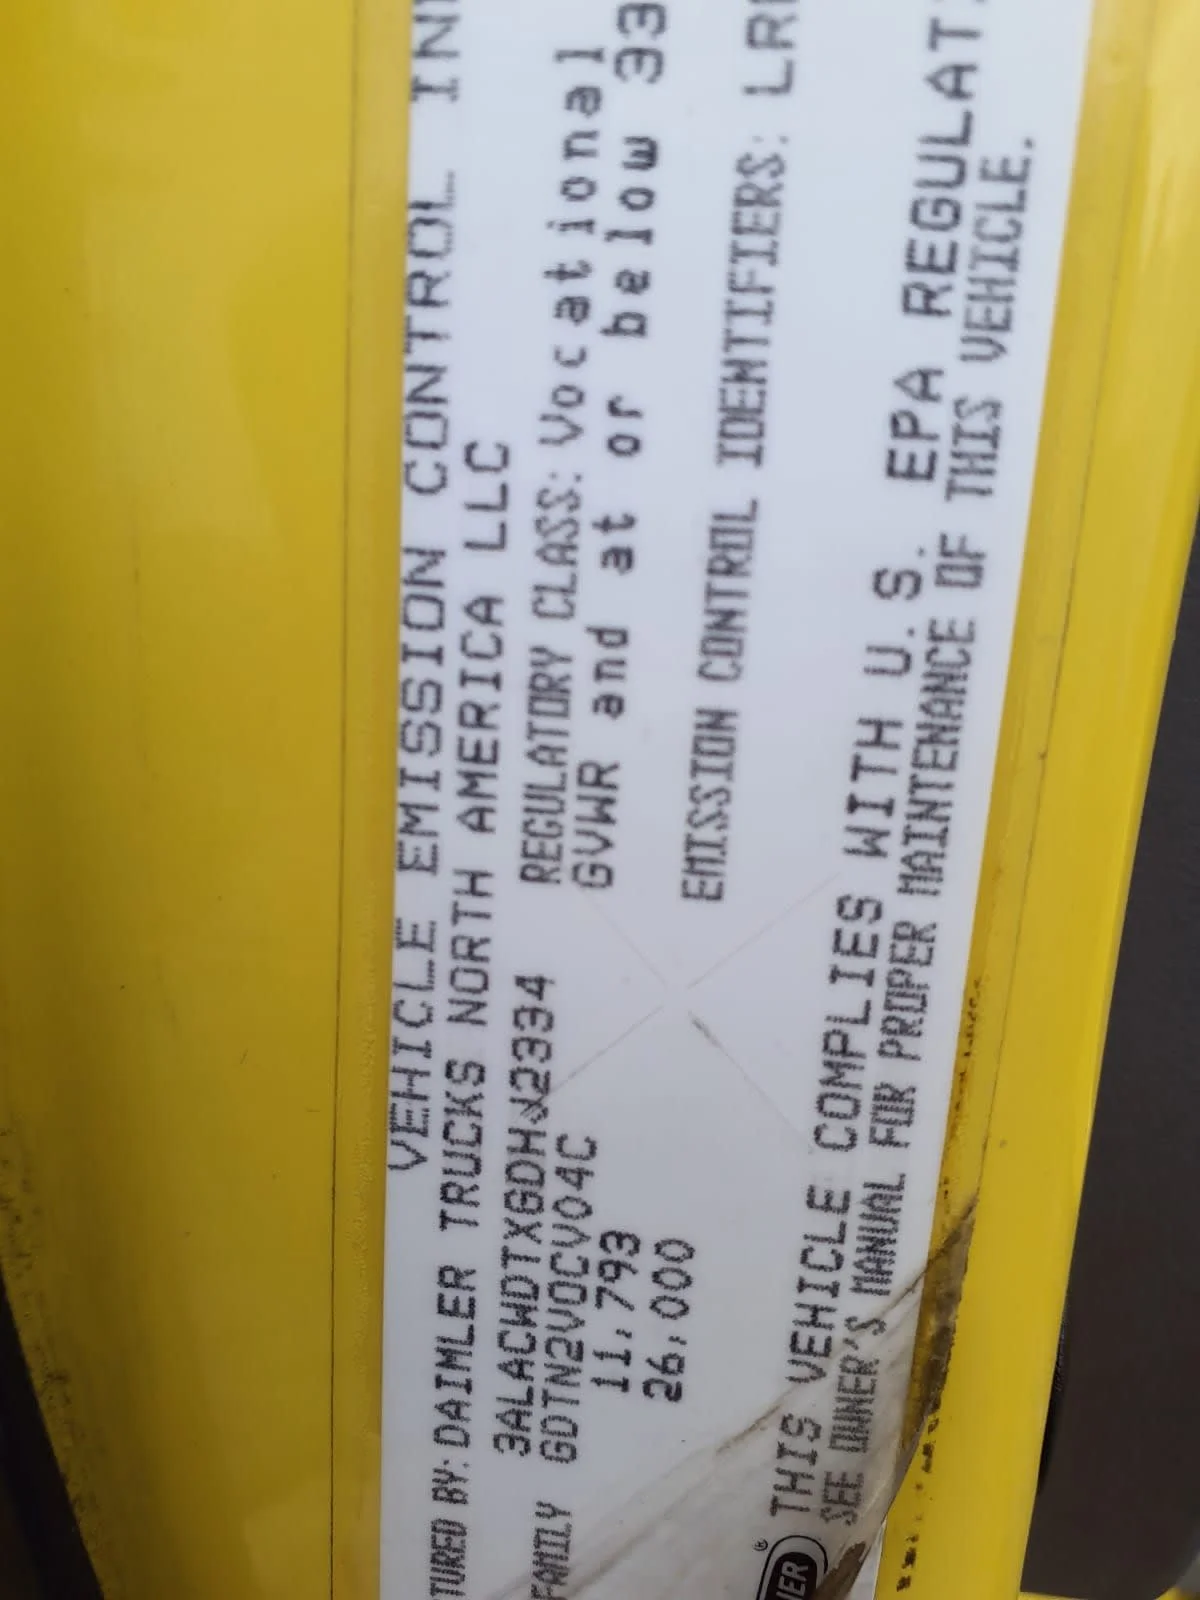 VEHICLE EMISSION CONTROL IN
TURED BY: DAIMLER TRUCKS NORTH AMERICA LLC
3ALACWDTXGDHJ2334 REGULATORY CLASS: Vocational
FAMILY GDTN2VOCV04C GVWR and at or below 33
11,793
26,000 EMISSION CONTROL IDENTIFIERS: LR
THIS VEHICLE COMPLIES WITH U.S. EPA REGULAT
SEE OWNER'S MANUAL FOR PROPER MAINTENANCE OF THIS VEHICLE.
NER®